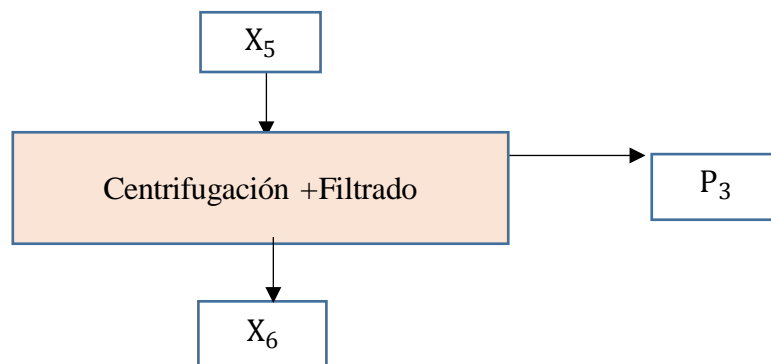 X₅
Centrifugación +Filtrado
P₃
X₆